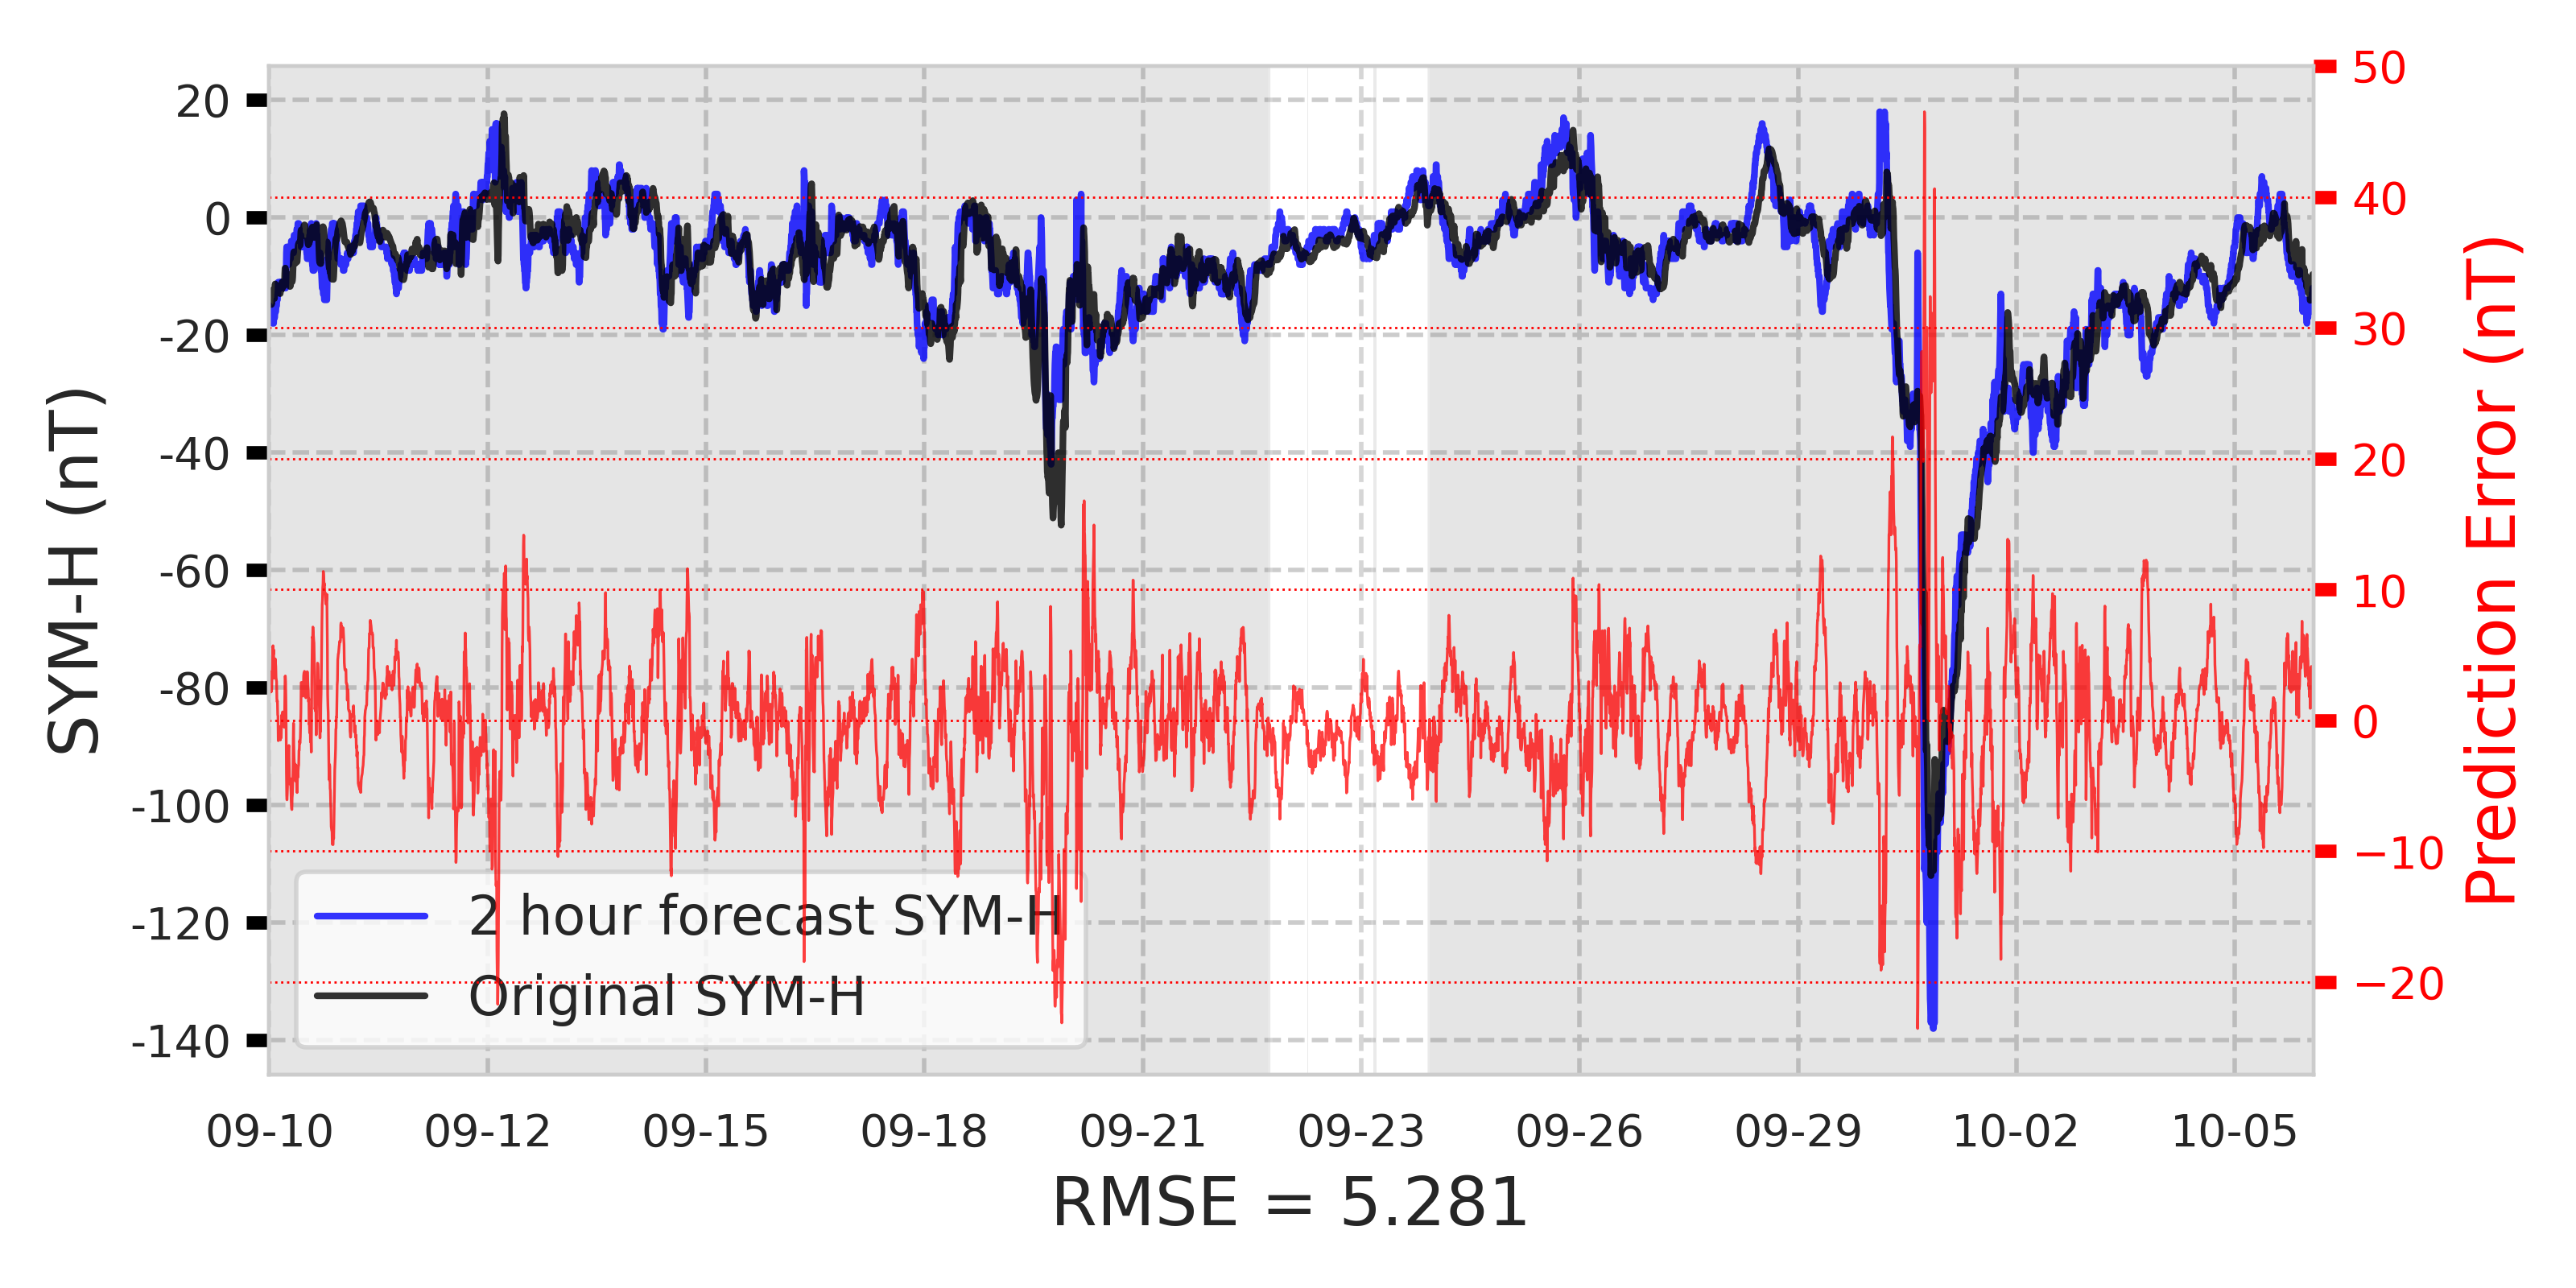 SYM-H (nT)
20
0
-20
-40
-60
-80
-100
-120
-140
50
40
30
20
10
0
−10
−20
Prediction Error (nT)
2 hour forecast SYM-H
Original SYM-H
09-10 09-12 09-15 09-18 09-21 09-23 09-26 09-29 10-02 10-05
RMSE = 5.281